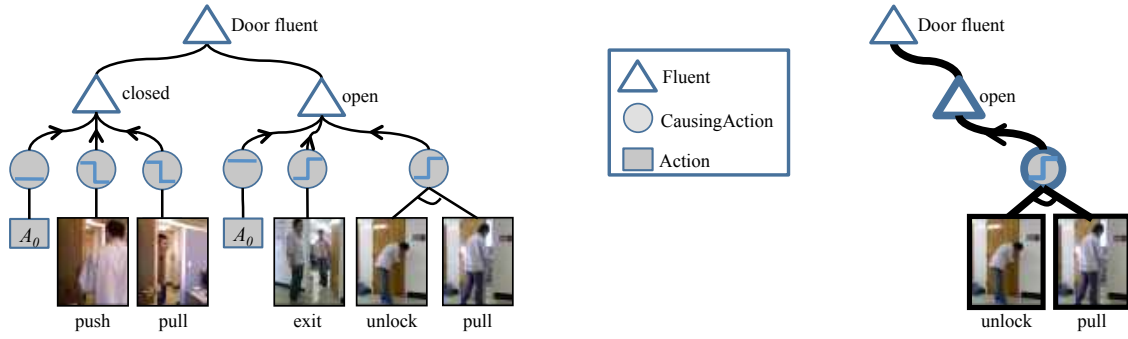 Door fluent
closed
open
A0
push
pull
A0
exit
unlock
pull
Fluent
CausingAction
Action
Door fluent
open
unlock
pull